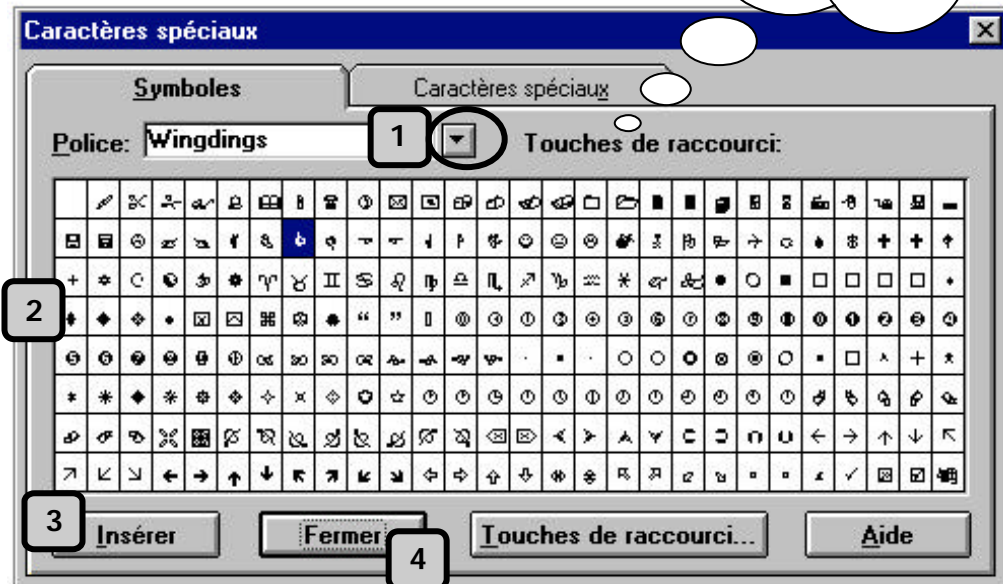 Caractères spéciaux
Symboles
Caractères spéciaux
Police: Wingdings
1
Touches de raccourci:
2
3
Insérer
Fermer
4
Touches de raccourci...
Aide